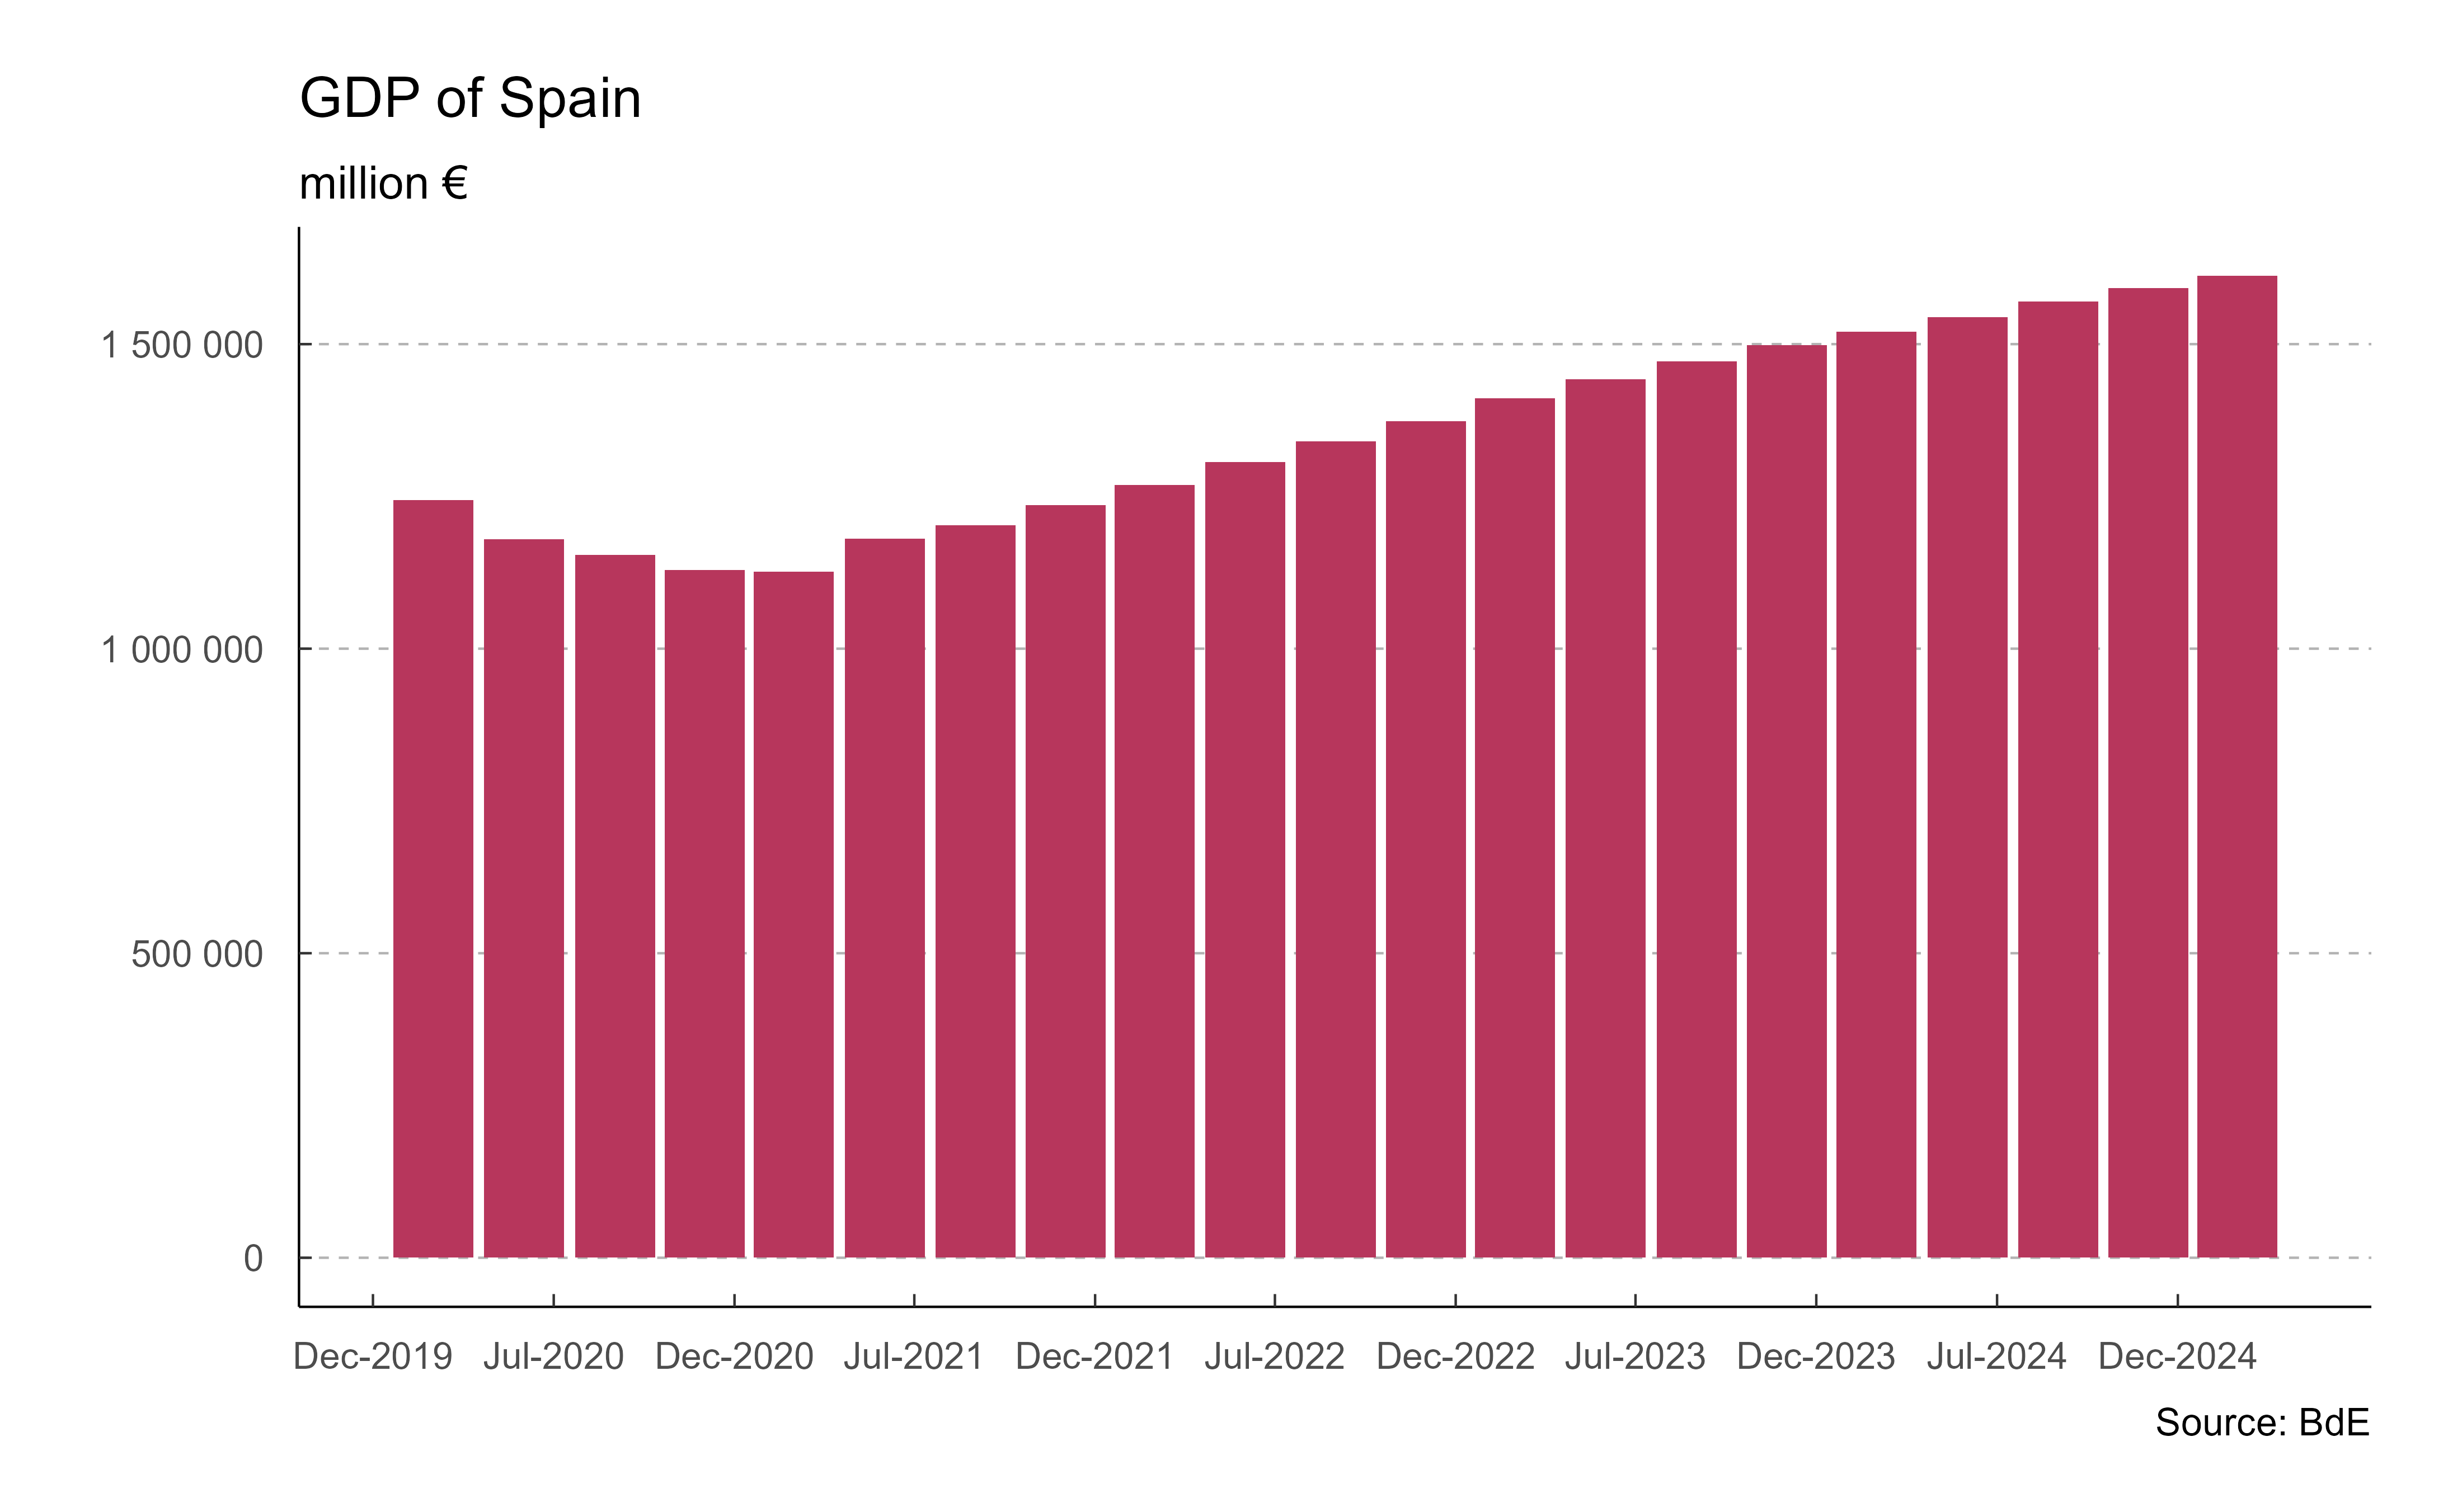 GDP of Spain
million €
1 500 000
1 000 000
500 000
0
Dec-2019 Jul-2020 Dec-2020 Jul-2021 Dec-2021 Jul-2022 Dec-2022 Jul-2023 Dec-2023 Jul-2024 Dec-2024
Source: BdE